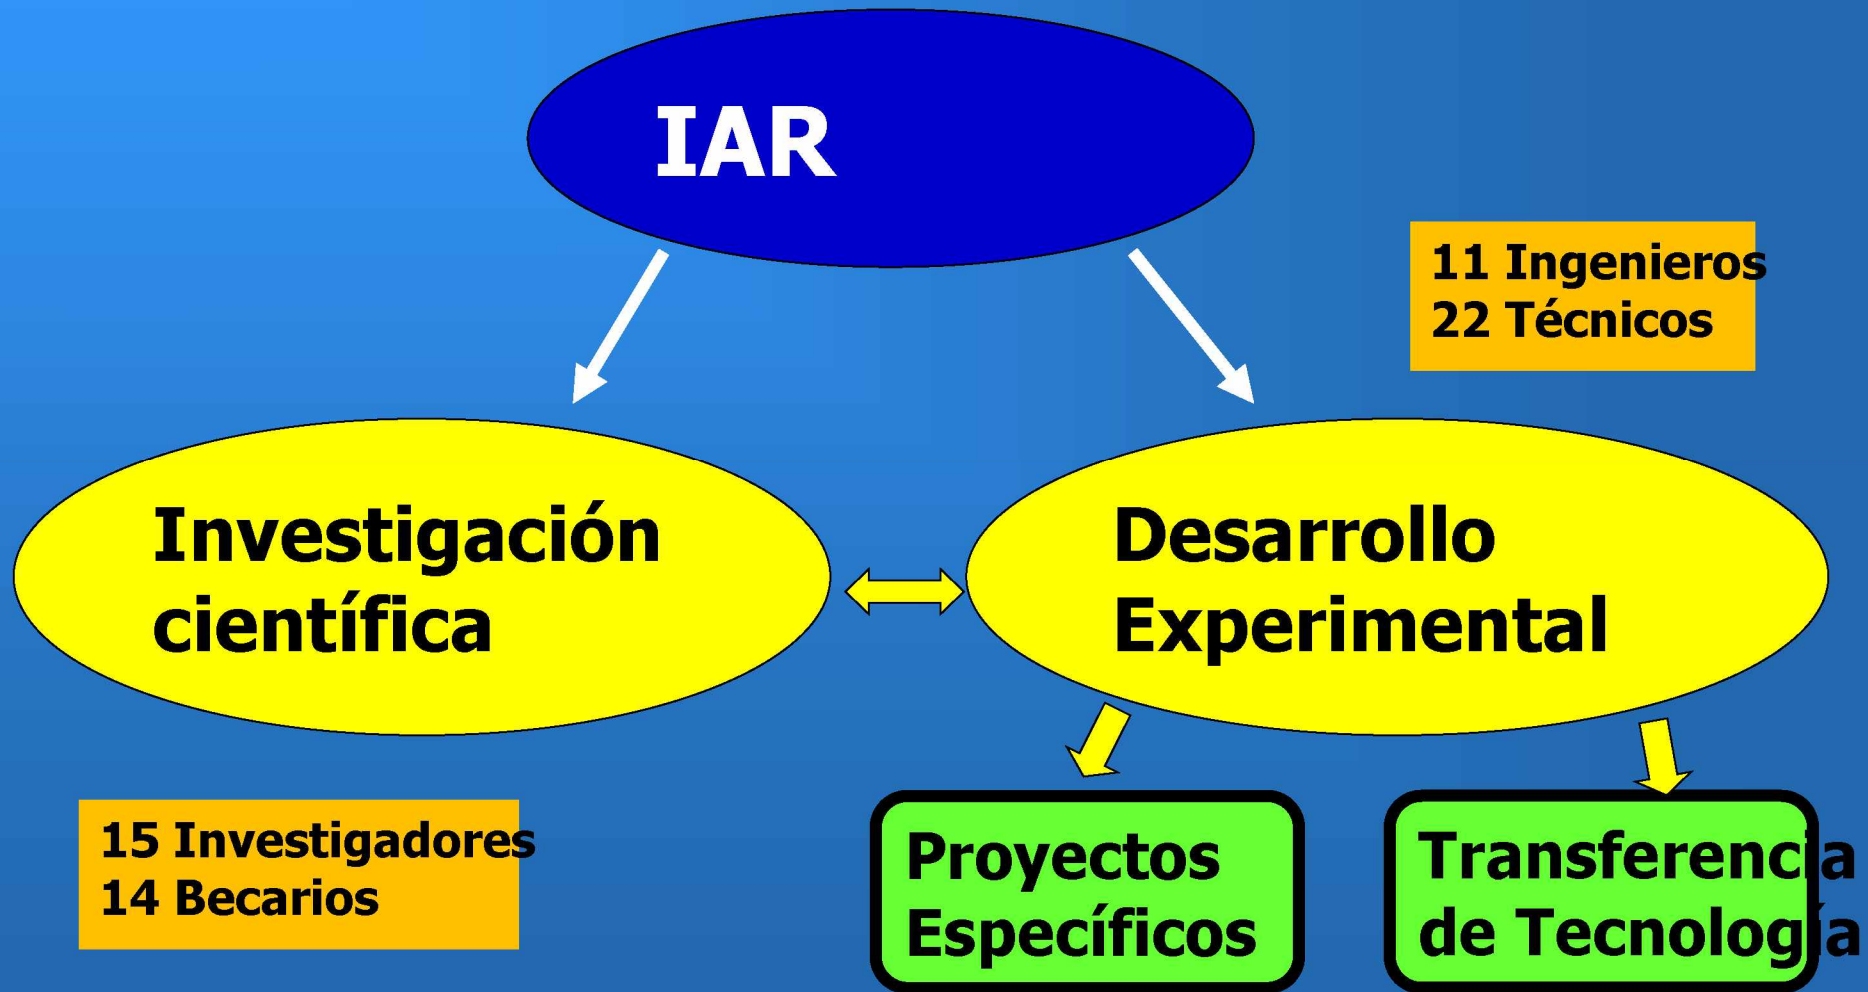 IAR
11 Ingenieros
22 Técnicos
Investigación
científica
Desarrollo
Experimental
15 Investigadores
14 Becarios
Proyectos
Específicos
Transferencia
de Tecnología